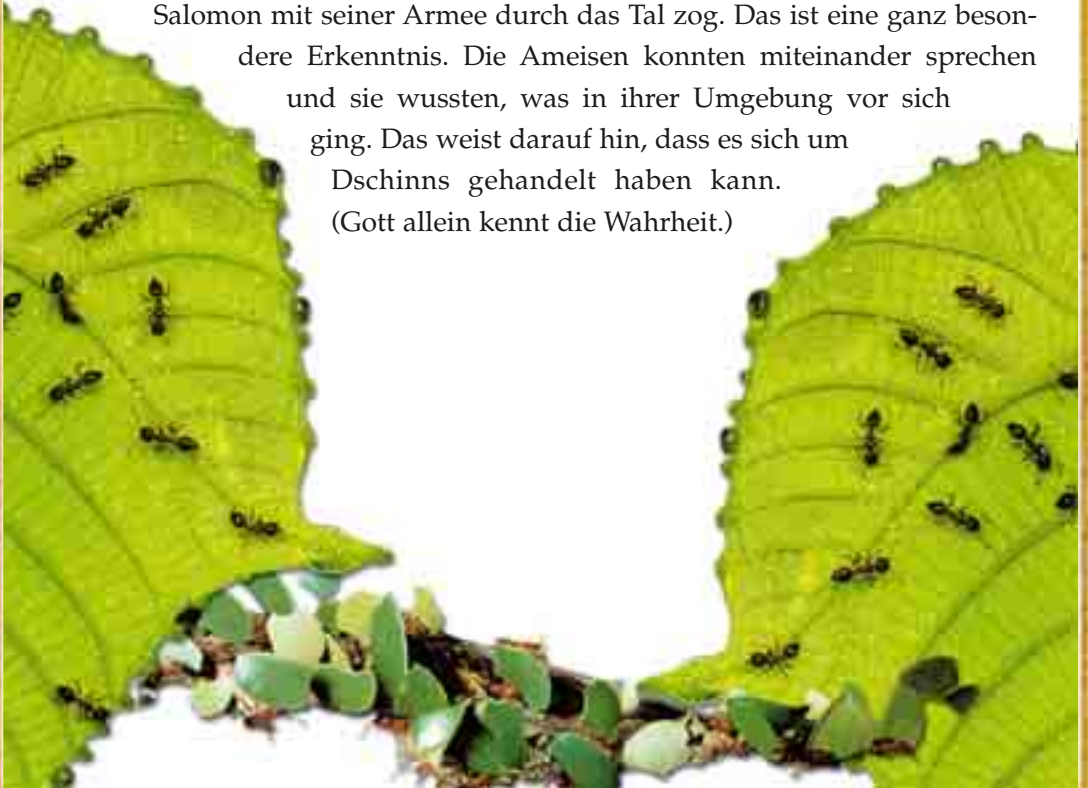 Salomon mit seiner Armee durch das Tal zog. Das ist eine ganz beson-
dere Erkenntnis. Die Ameisen konnten miteinander sprechen
und sie wussten, was in ihrer Umgebung vor sich
ging. Das weist darauf hin, dass es sich um
Dschinns gehandelt haben kann.
(Gott allein kennt die Wahrheit.)